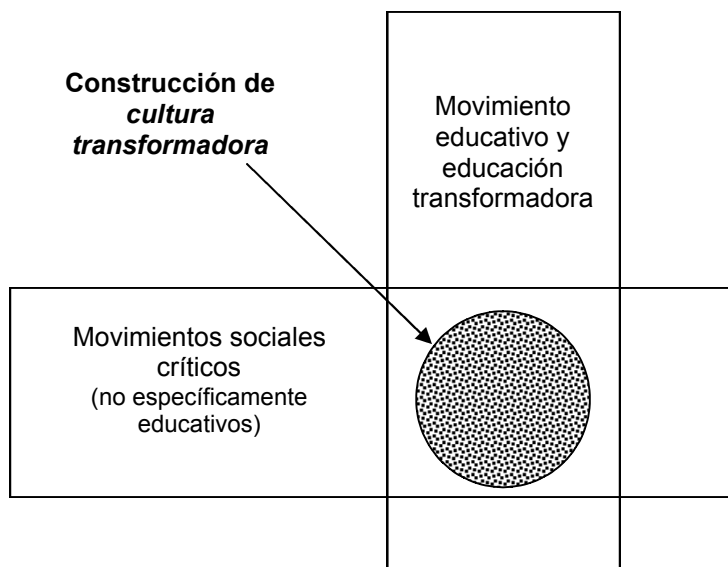 Construcción de
cultura
transformadora
Movimiento
educativo y
educación
transformadora
Movimientos sociales
críticos
(no específicamente
educativos)